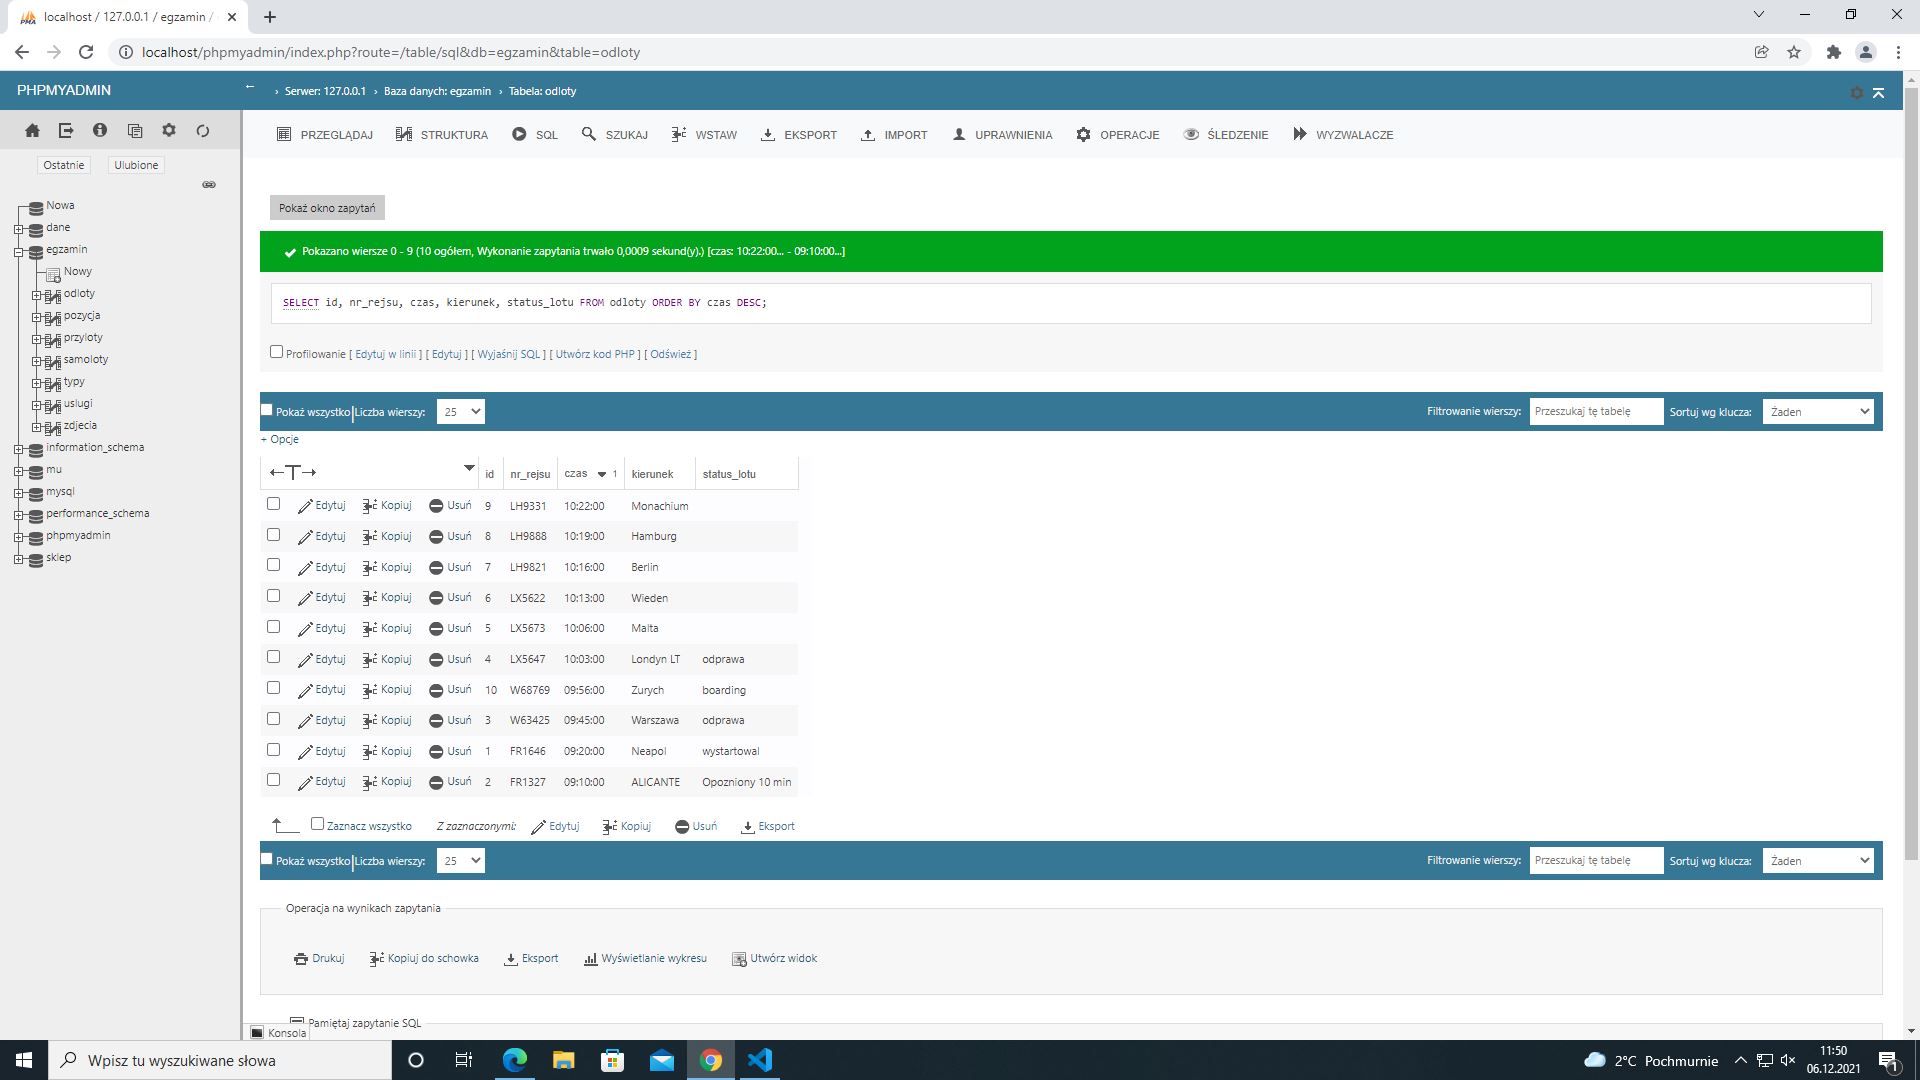 localhost / 127.0.0.1 / egzamin /
localhost/phpmyadmin/index.php?route=/table/sql&db=egzamin&table=odloty
PHPMYADMIN
← › Serwer: 127.0.0.1 › Baza danych: egzamin › Tabela: odloty
PRZEGLĄDAJ STRUKTURA SQL SZUKAJ WSTAW EKSPORT IMPORT UPRAWNIENIA OPERACJE ŚLEDZENIE WYZWALACZE
Ostatnie Ulubione
Nowa
dane
egzamin
Nowy
odloty
pozycja
przyloty
samoloty
typy
uslugi
zdjecia
information_schema
mu
mysql
performance_schema
phpmyadmin
sklep
Pokaż okno zapytań
Pokazano wiersze 0 - 9 (10 ogółem, Wykonanie zapytania trwało 0,0009 sekund(y).) [czas: 10:22:00... - 09:10:00...]
SELECT id, nr_rejsu, czas, kierunek, status_lotu FROM odloty ORDER BY czas DESC;
Profilowanie [ Edytuj w linii ] [ Edytuj ] [ Wyjaśnij SQL ] [ Utwórz kod PHP ] [ Odśwież ]
Pokaż wszystko Liczba wierszy: 25 Filtrowanie wierszy: Przeszukaj tę tabelę Sortuj wg klucza: Żaden
+ Opcje
←T→ id nr_rejsu czas 1 kierunek status_lotu
Edytuj Kopiuj Usuń 9 LH9331 10:22:00 Monachium
Edytuj Kopiuj Usuń 8 LH9888 10:19:00 Hamburg
Edytuj Kopiuj Usuń 7 LH9821 10:16:00 Berlin
Edytuj Kopiuj Usuń 6 LX5622 10:13:00 Wieden
Edytuj Kopiuj Usuń 5 LX5673 10:06:00 Malta
Edytuj Kopiuj Usuń 4 LX5647 10:03:00 Londyn LT odprawa
Edytuj Kopiuj Usuń 10 W68769 09:56:00 Zurych boarding
Edytuj Kopiuj Usuń 3 W63425 09:45:00 Warszawa odprawa
Edytuj Kopiuj Usuń 1 FR1646 09:20:00 Neapol wystartowal
Edytuj Kopiuj Usuń 2 FR1327 09:10:00 ALICANTE Opozniony 10 min
Zaznacz wszystko Z zaznaczonymi: Edytuj Kopiuj Usuń Eksport
Pokaż wszystko Liczba wierszy: 25 Filtrowanie wierszy: Przeszukaj tę tabelę Sortuj wg klucza: Żaden
Operacja na wynikach zapytania
Drukuj Kopiuj do schowka Eksport Wyświetlanie wykresu Utwórz widok
Pamiętaj zapytanie SQL
Konsola
Wpisz tu wyszukiwane słowa
2°C Pochmurnie
11:50
06.12.2021
1